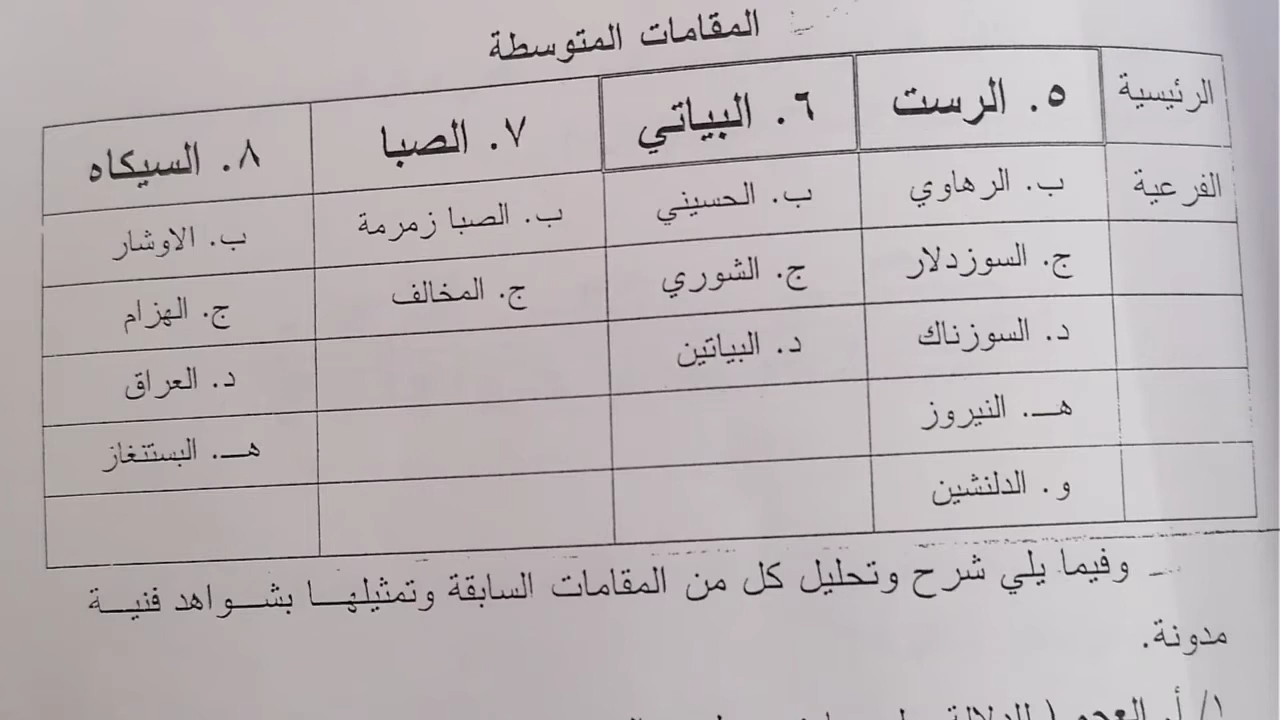 المقامات المتوسطة
الرئيسية ٥. الرست ٦. البياتي ٧. الصبا ٨. السيكاه
الفرعية ب. الرهاوي ب. الحسيني ب. الصبا زمرمة ب. الاوشار
ج. السوزدلار ج. الشوري ج. المخالف ج. الهزام
د. السوزناك د. البياتين د. العراق
هـ. النيروز هـ. البستنغاز
و. الدلنشين
وفيما يلي شرح وتحليل كل من المقامات السابقة وتمثيلها بشواهد فنية
مدونة.